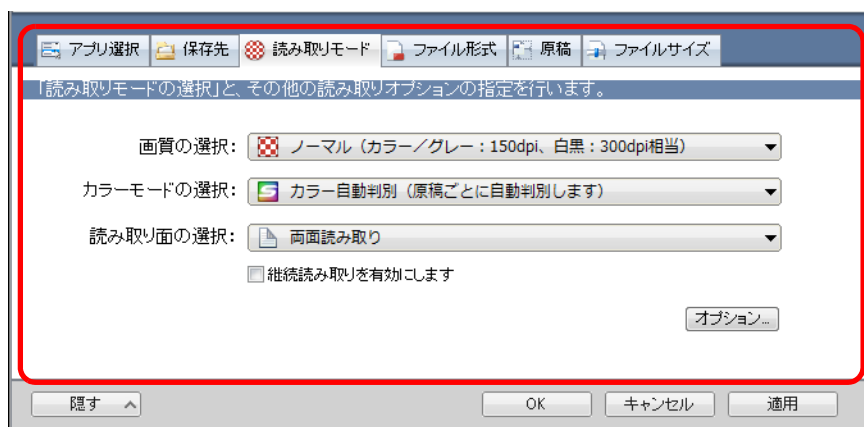 アプリ選択 保存先 読み取りモード ファイル形式 原稿 ファイルサイズ
「読み取りモードの選択」と、その他の読み取りオプションの指定を行います。
画質の選択: ノーマル（カラー／グレー：150dpi、白黒：300dpi相当）
カラーモードの選択: カラー自動判別（原稿ごとに自動判別します）
読み取り面の選択: 両面読み取り
継続読み取りを有効にします
オプション...
隠す OK キャンセル 適用